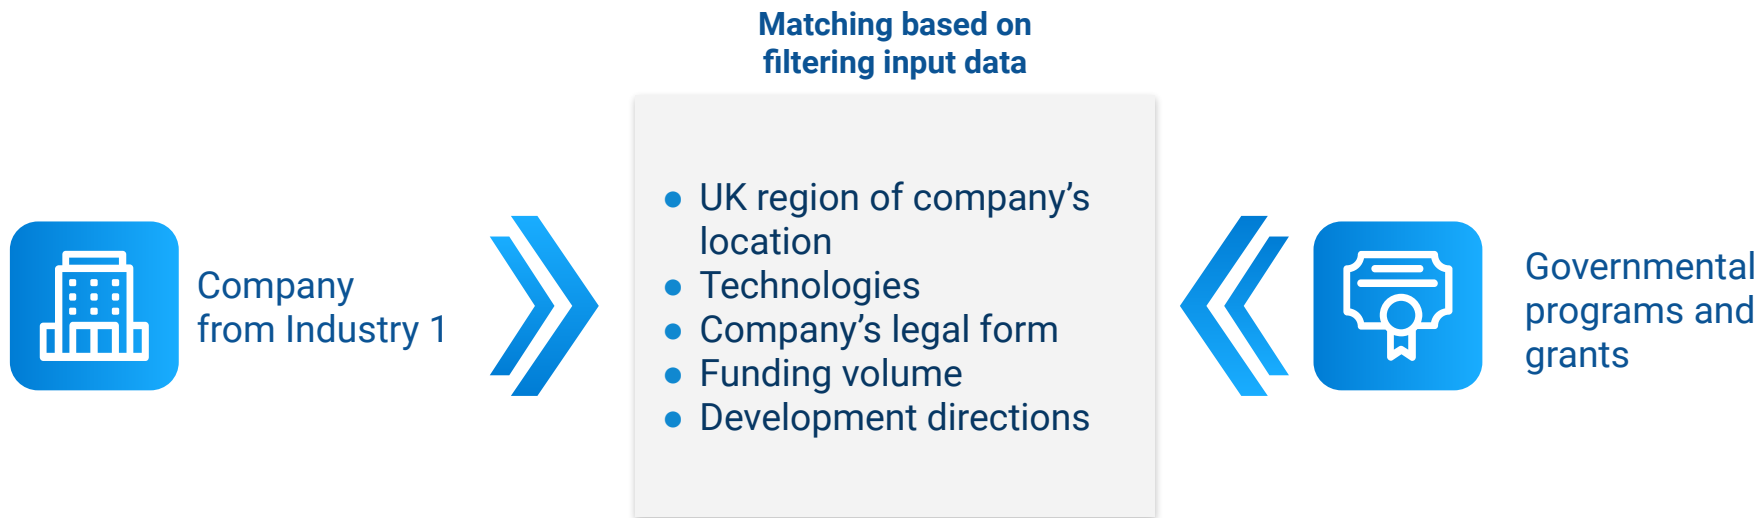 Matching based on
filtering input data
Company
from Industry 1
● UK region of company’s
location
● Technologies
● Company’s legal form
● Funding volume
● Development directions
Governmental
programs and
grants